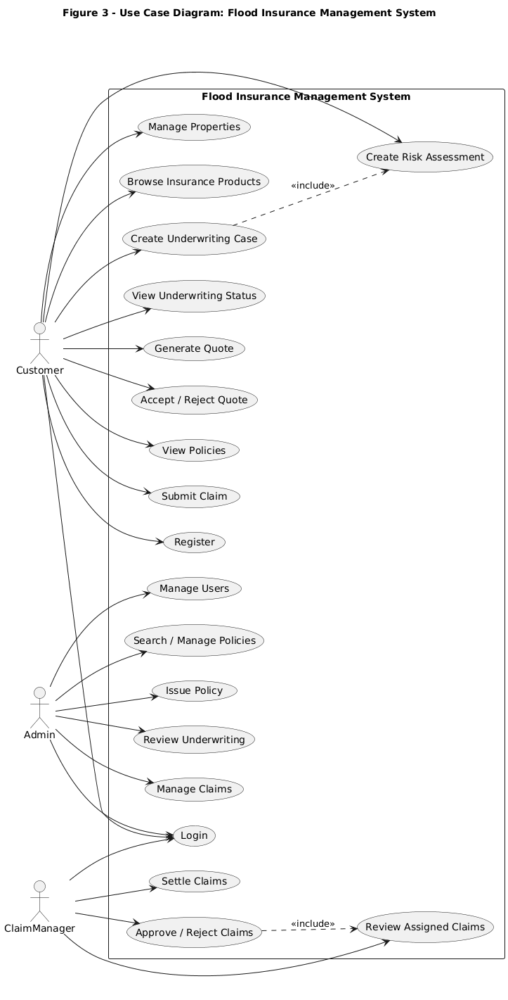 Figure 3 - Use Case Diagram: Flood Insurance Management System
Flood Insurance Management System
Manage Properties
Create Risk Assessment
Browse Insurance Products
«include»
Create Underwriting Case
View Underwriting Status
Generate Quote
Customer
Accept / Reject Quote
View Policies
Submit Claim
Register
Manage Users
Search / Manage Policies
Issue Policy
Admin
Review Underwriting
Manage Claims
Login
Settle Claims
ClaimManager
«include»
Approve / Reject Claims
Review Assigned Claims